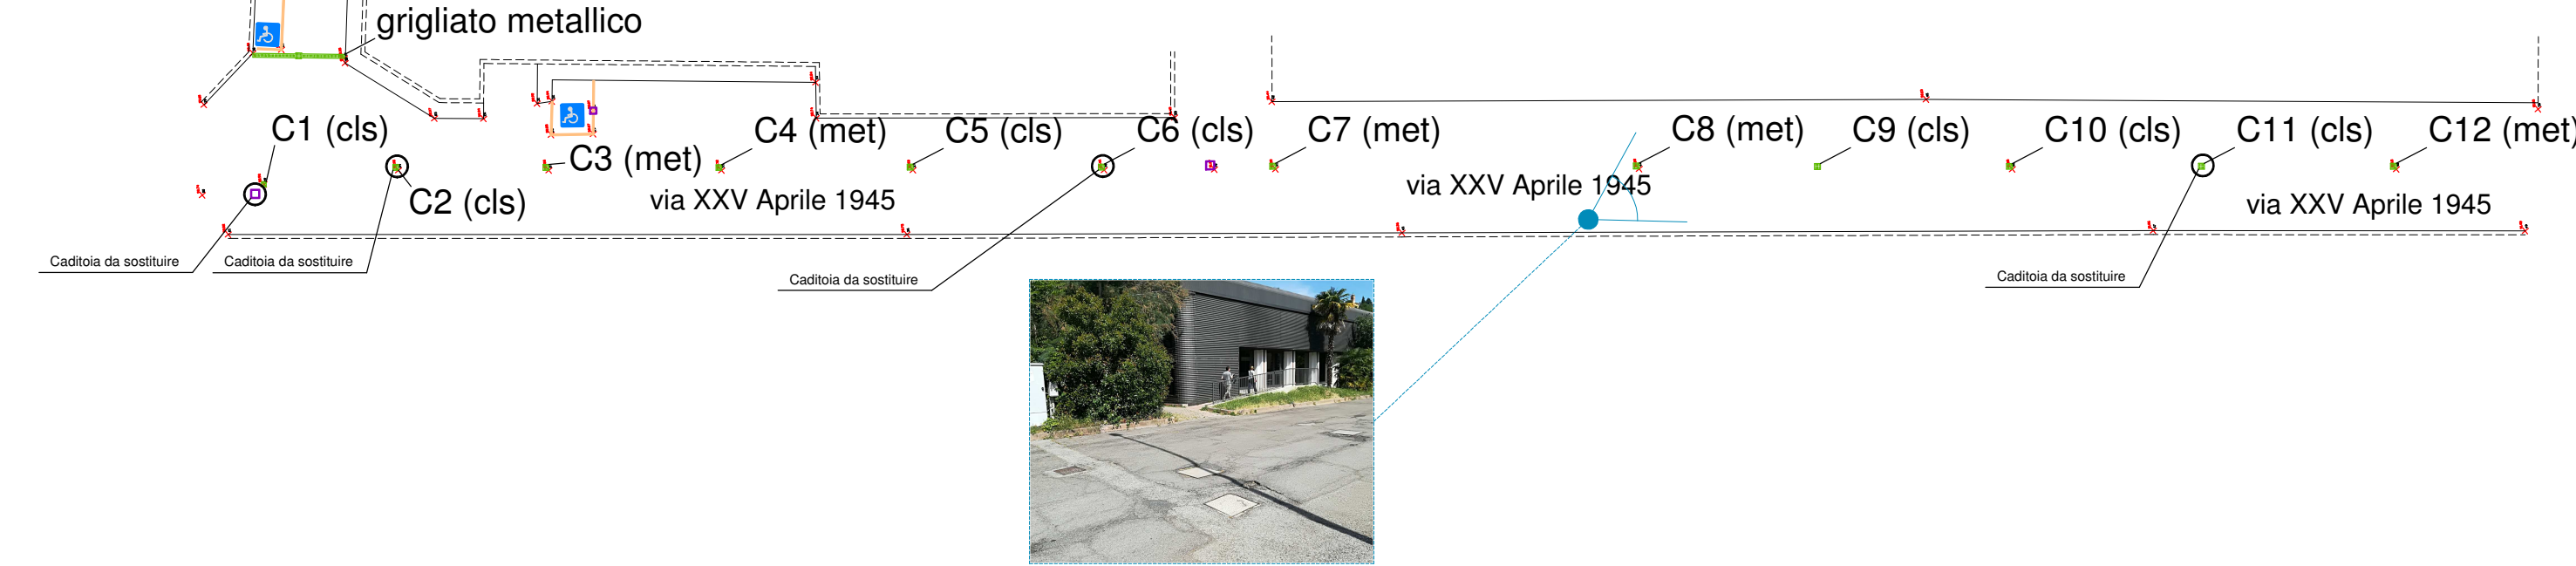 grigliato metallico
C1 (cls)
C2 (cls)
C3 (met)
C4 (met)
C5 (cls)
C6 (cls)
C7 (met)
C8 (met)
C9 (cls)
C10 (cls)
C11 (cls)
C12 (met)
via XXV Aprile 1945
via XXV Aprile 1945
via XXV Aprile 1945
Caditoia da sostituire
Caditoia da sostituire
Caditoia da sostituire
Caditoia da sostituire